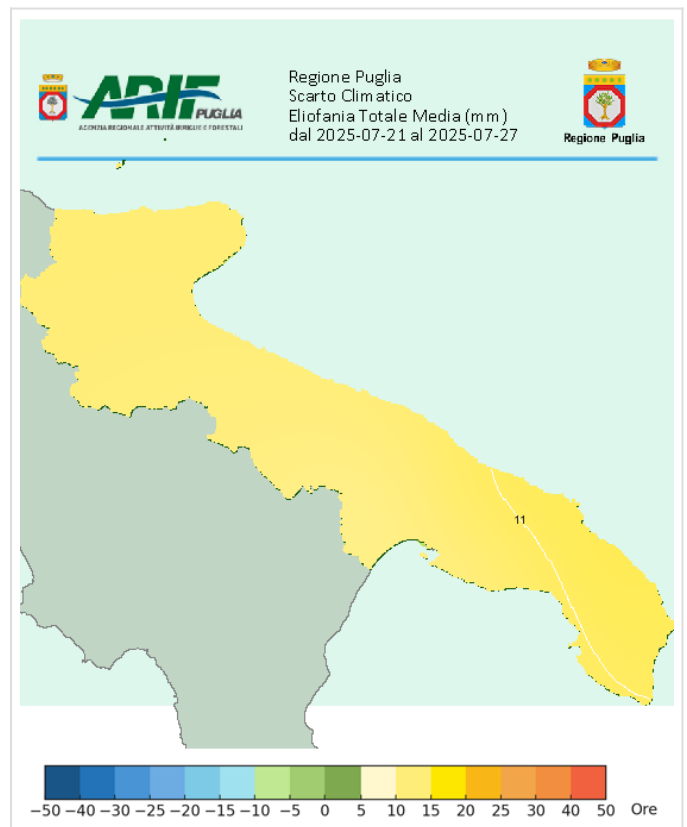 ARIF
PUGLIA
AGENZIA REGIONALE ATTIVITÀ IRRIGUE E FORESTALI
Regione Puglia
Scarto Climatico
Eliofania Totale Media (mm)
dal 2025-07-21 al 2025-07-27
Regione Puglia
11
−50 −40 −30 −25 −20 −15 −10 −5 0 5 10 15 20 25 30 40 50 Ore